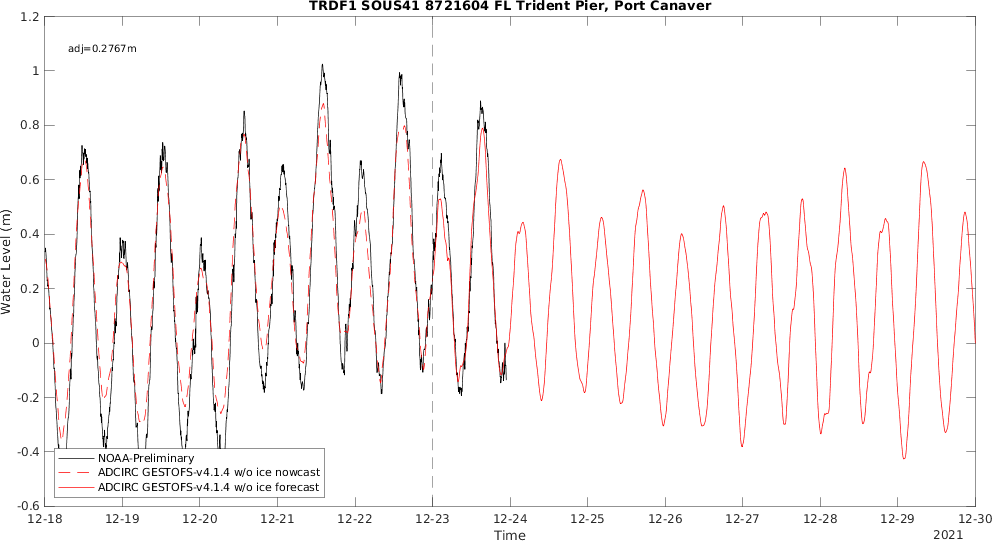 TRDF1 SOUS41 8721604 FL Trident Pier, Port Canaver
adj=0.2767m
1.2
1
0.8
0.6
0.4
0.2
0
-0.2
-0.4
-0.6
Water Level (m)
NOAA-Preliminary
ADCIRC GESTOFS-v4.1.4 w/o ice nowcast
ADCIRC GESTOFS-v4.1.4 w/o ice forecast
12-18 12-19 12-20 12-21 12-22 12-23 12-24 12-25 12-26 12-27 12-28 12-29 12-30
Time
2021